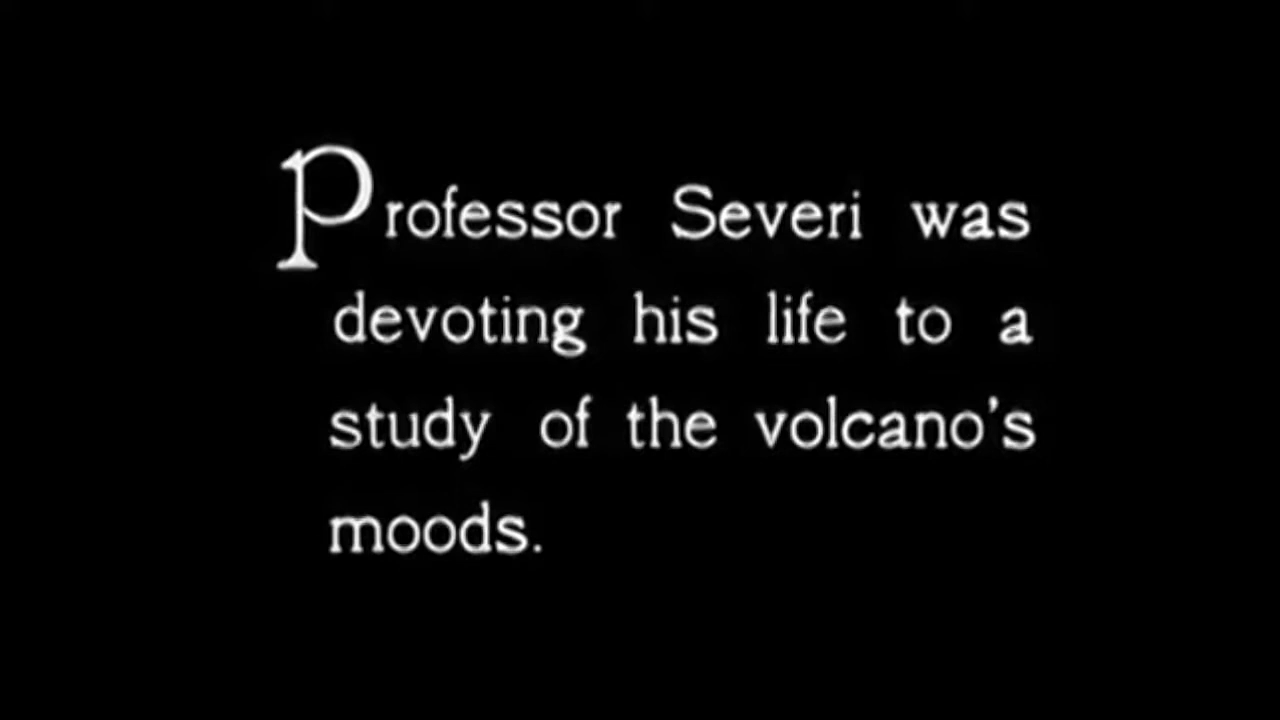 Professor Severi was
devoting his life to a
study of the volcano's
moods.